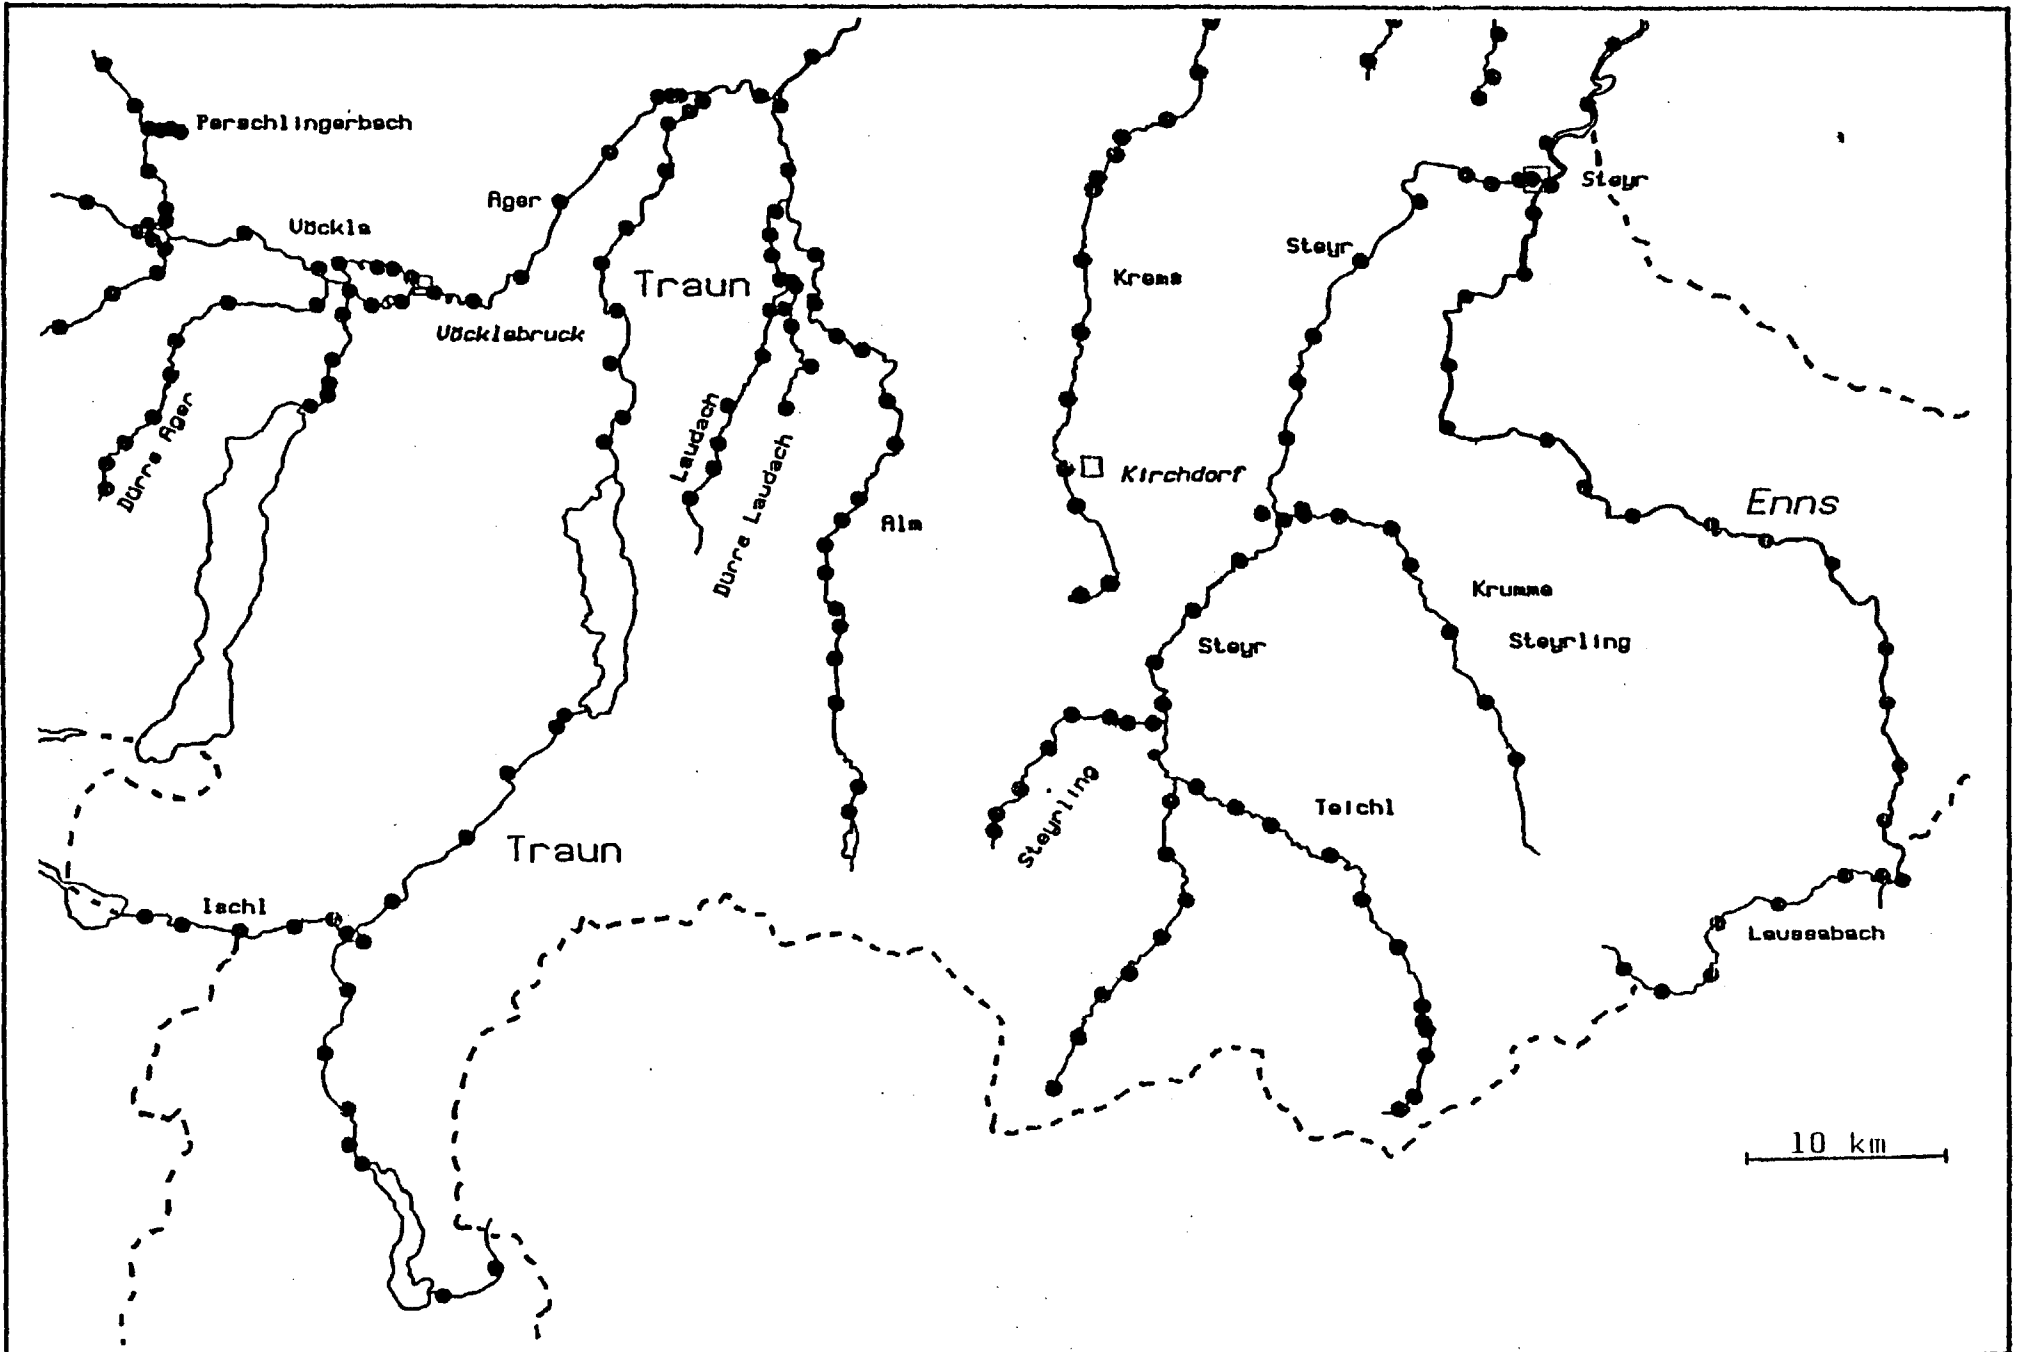 Perschlingerbach
Vöckla
Ager
Vöcklabruck
Dürre Ager
Traun
Laudach
Dürre Laudach
Alm
Krems
Kirchdorf
Steyr
Steyr
Enns
Krumme
Steyrling
Steyr
Steyrling
Teichl
Traun
Ischl
Laussabach
10 km